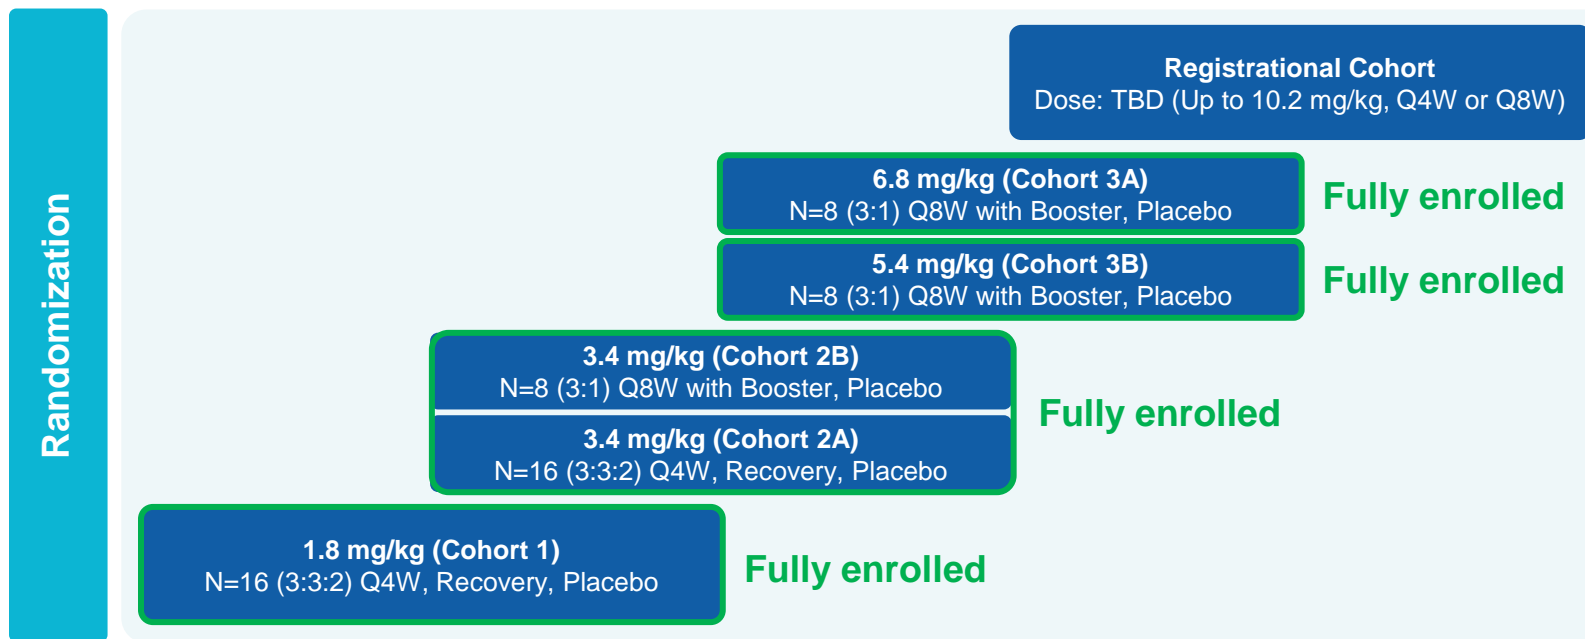 Randomization
Registrational Cohort
Dose: TBD (Up to 10.2 mg/kg, Q4W or Q8W)
6.8 mg/kg (Cohort 3A)
N=8 (3:1) Q8W with Booster, Placebo
Fully enrolled
5.4 mg/kg (Cohort 3B)
N=8 (3:1) Q8W with Booster, Placebo
Fully enrolled
3.4 mg/kg (Cohort 2B)
N=8 (3:1) Q8W with Booster, Placebo
Fully enrolled
3.4 mg/kg (Cohort 2A)
N=16 (3:3:2) Q4W, Recovery, Placebo
1.8 mg/kg (Cohort 1)
N=16 (3:3:2) Q4W, Recovery, Placebo
Fully enrolled